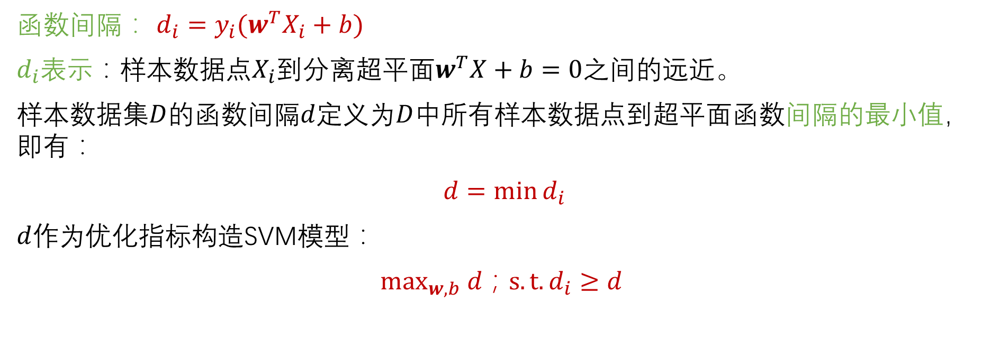 函数间隔：$d_i = y_i(\boldsymbol{w}^T X_i + b)$
$d_i$表示：样本数据点$X_i$到分离超平面$\boldsymbol{w}^T X + b = 0$之间的远近。
样本数据集$D$的函数间隔$d$定义为$D$中所有样本数据点到超平面函数间隔的最小值,
即有：
$d = \min d_i$
$d$作为优化指标构造SVM模型：
$\max_{\boldsymbol{w},b} d$；$\text{s.t.} d_i \geq d$